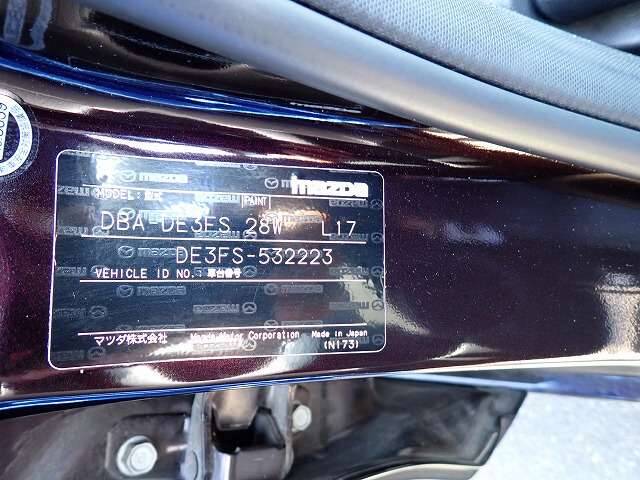 mazda
MODEL : 型式 PAINT
DBA-DE3FS 28W L17
DE3FS-532223
VEHICLE ID NO.: 車台番号
マツダ株式会社 Mazda Motor Corporation Made in Japan
(N173)